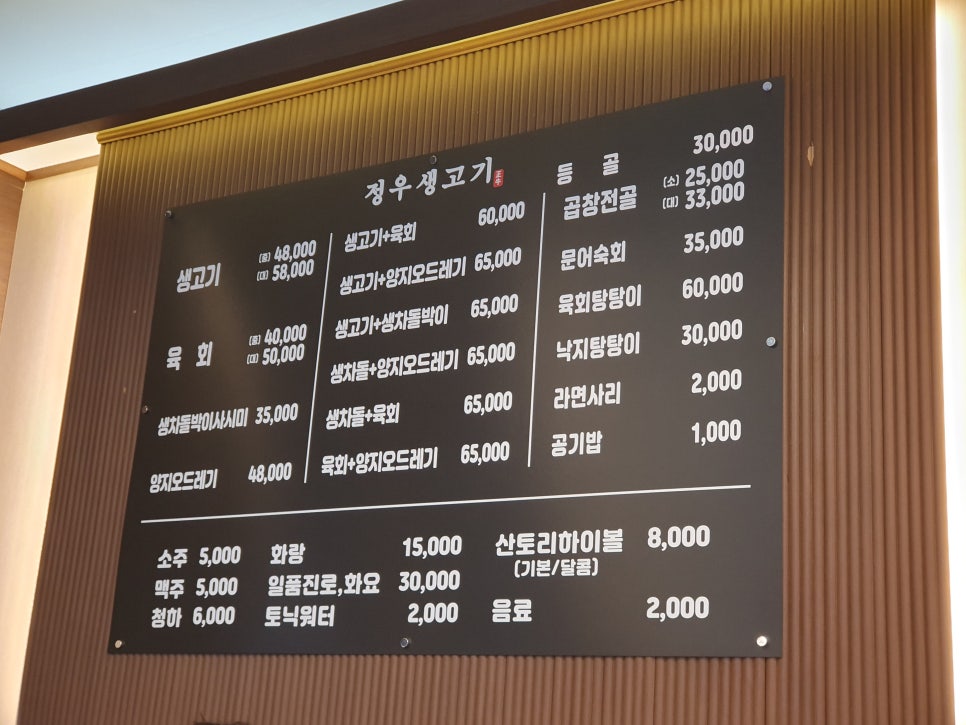 정우생고기
正牛
생고기 (중) 48,000
(대) 58,000
육 회 (중) 40,000
(대) 50,000
생차돌박이사시미 35,000
양지오드레기 48,000
생고기+육회 60,000
생고기+양지오드레기 65,000
생고기+생차돌박이 65,000
생차돌+양지오드레기 65,000
생차돌+육회 65,000
육회+양지오드레기 65,000
등 골 30,000
곱창전골 (소) 25,000
(대) 33,000
문어숙회 35,000
육회탕탕이 60,000
낙지탕탕이 30,000
라면사리 2,000
공기밥 1,000
소주 5,000
맥주 5,000
청하 6,000
화랑 15,000
일품진로,화요 30,000
토닉워터 2,000
산토리하이볼 8,000
(기본/달콤)
음료 2,000